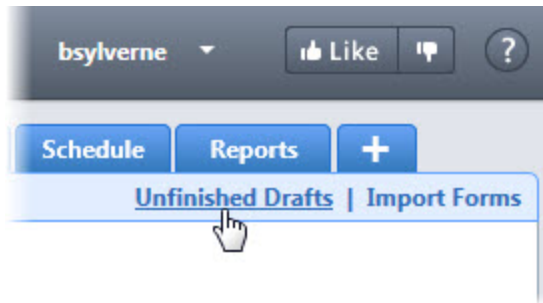 bsylverne Like ?
Schedule Reports +
Unfinished Drafts | Import Forms